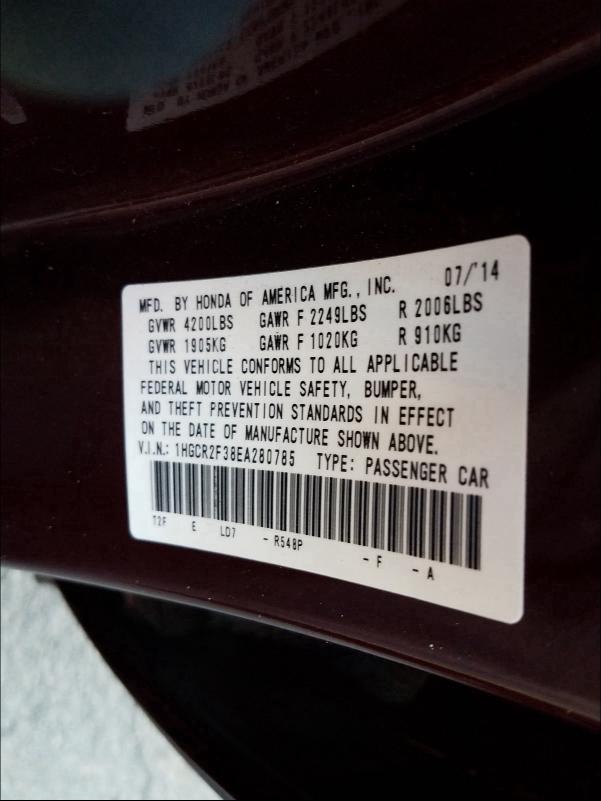 MFD. BY HONDA OF AMERICA MFG., INC. 07/'14
GVWR 4200LBS GAWR F 2249LBS R 2006LBS
GVWR 1905KG GAWR F 1020KG R 910KG
THIS VEHICLE CONFORMS TO ALL APPLICABLE
FEDERAL MOTOR VEHICLE SAFETY, BUMPER,
AND THEFT PREVENTION STANDARDS IN EFFECT
ON THE DATE OF MANUFACTURE SHOWN ABOVE.
V.I.N.: 1HGCR2F38EA280785 TYPE: PASSENGER CAR
T2F E LD7 - R548P - F - A